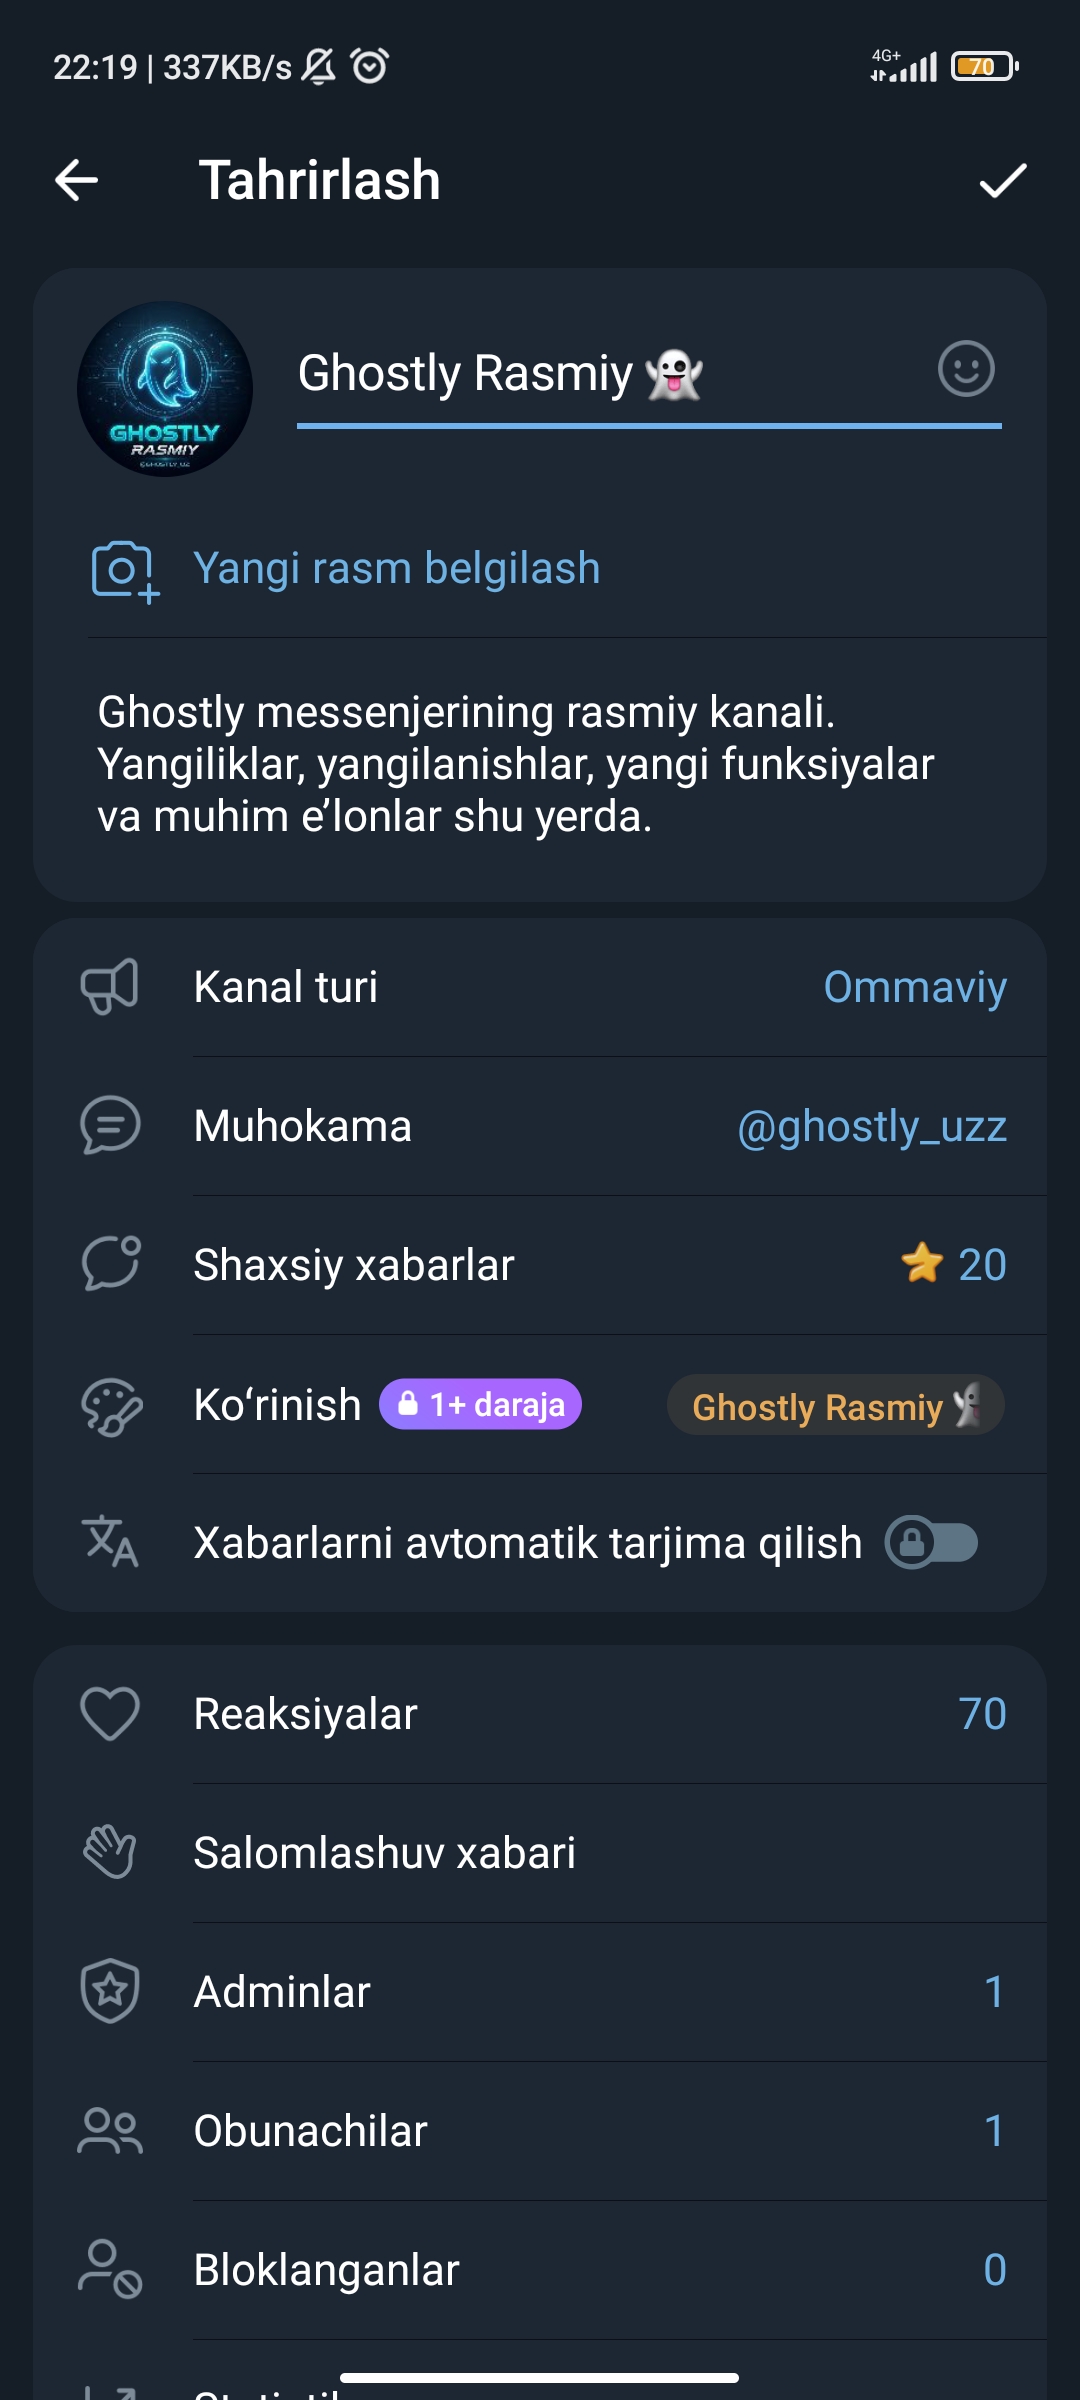 22:19 | 337KB/s
4G+
70
Tahrirlash
GHOSTLY
RASMIY
Ghostly Rasmiy 👻
Yangi rasm belgilash
Ghostly messenjerining rasmiy kanali.
Yangiliklar, yangilanishlar, yangi funksiyalar
va muhim e’lonlar shu yerda.
Kanal turi Ommaviy
Muhokama @ghostly_uzz
Shaxsiy xabarlar ⭐ 20
Ko‘rinish 1+ daraja Ghostly Rasmiy 👻
Xabarlarni avtomatik tarjima qilish
Reaksiyalar 70
Salomlashuv xabari
Adminlar 1
Obunachilar 1
Bloklanganlar 0